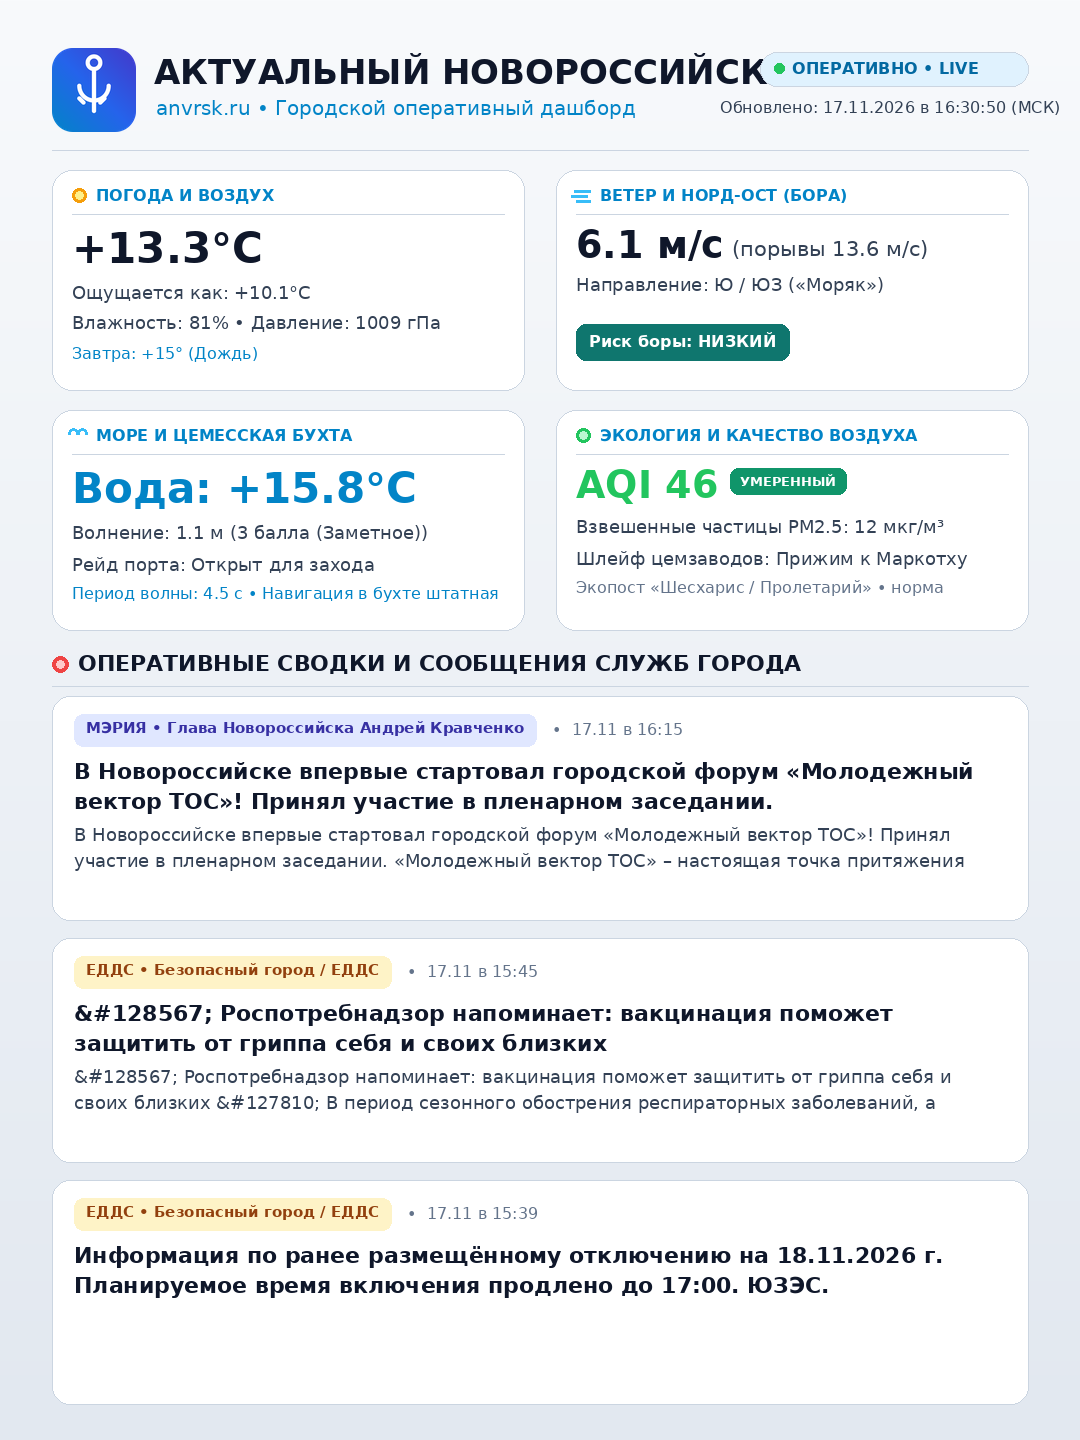 АКТУАЛЬНЫЙ НОВОРОССИЙСК
ОПЕРАТИВНО • LIVE
anvrsk.ru • Городской оперативный дашборд
Обновлено: 17.11.2026 в 16:30:50 (МСК)
ПОГОДА И ВОЗДУХ
+13.3°C
Ощущается как: +10.1°C
Влажность: 81% • Давление: 1009 гПа
Завтра: +15° (Дождь)
ВЕТЕР И НОРД-ОСТ (БОРА)
6.1 м/с (порывы 13.6 м/с)
Направление: Ю / ЮЗ («Моряк»)
Риск боры: НИЗКИЙ
МОРЕ И ЦЕМЕССКАЯ БУХТА
Вода: +15.8°C
Волнение: 1.1 м (3 балла (Заметное))
Рейд порта: Открыт для захода
Период волны: 4.5 с • Навигация в бухте штатная
ЭКОЛОГИЯ И КАЧЕСТВО ВОЗДУХА
AQI 46 УМЕРЕННЫЙ
Взвешенные частицы PM2.5: 12 мкг/м³
Шлейф цемзаводов: Прижим к Маркотху
Экопост «Шесхарис / Пролетарий» • норма
ОПЕРАТИВНЫЕ СВОДКИ И СООБЩЕНИЯ СЛУЖБ ГОРОДА
МЭРИЯ • Глава Новороссийска Андрей Кравченко • 17.11 в 16:15
В Новороссийске впервые стартовал городской форум «Молодежный
вектор ТОС»! Принял участие в пленарном заседании.
В Новороссийске впервые стартовал городской форум «Молодежный вектор ТОС»! Принял
участие в пленарном заседании. «Молодежный вектор ТОС» – настоящая точка притяжения
ЕДДС • Безопасный город / ЕДДС • 17.11 в 15:45
&#128567; Роспотребнадзор напоминает: вакцинация поможет
защитить от гриппа себя и своих близких
&#128567; Роспотребнадзор напоминает: вакцинация поможет защитить от гриппа себя и
своих близких &#127810; В период сезонного обострения респираторных заболеваний, а
ЕДДС • Безопасный город / ЕДДС • 17.11 в 15:39
Информация по ранее размещённому отключению на 18.11.2026 г.
Планируемое время включения продлено до 17:00. ЮЗЭС.